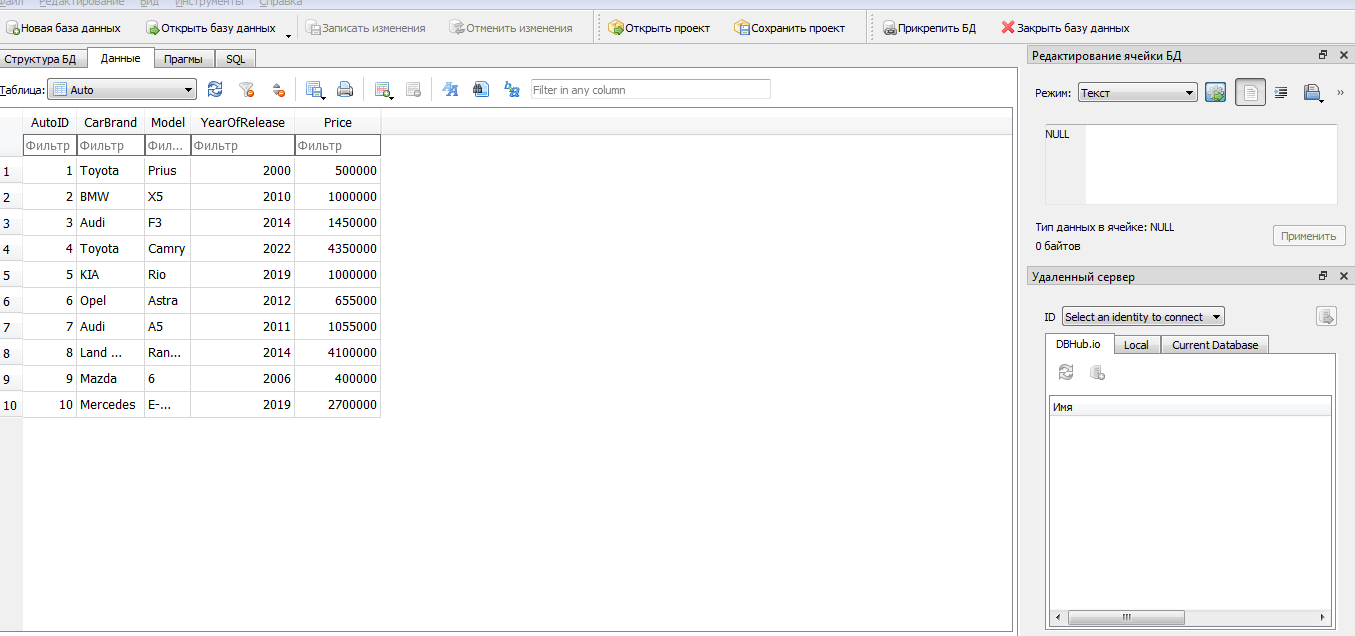 Файл Редактирование Вид Инструменты Справка
Новая база данных Открыть базу данных Записать изменения Отменить изменения Открыть проект Сохранить проект Прикрепить БД Закрыть базу данных
Структура БД Данные Прагмы SQL
Таблица: Auto Filter in any column
AutoID CarBrand Model YearOfRelease Price
Фильтр Фильтр Фил... Фильтр Фильтр
1 1 Toyota Prius 2000 500000
2 2 BMW X5 2010 1000000
3 3 Audi F3 2014 1450000
4 4 Toyota Camry 2022 4350000
5 5 KIA Rio 2019 1000000
6 6 Opel Astra 2012 655000
7 7 Audi A5 2011 1055000
8 8 Land ... Ran... 2014 4100000
9 9 Mazda 6 2006 400000
10 10 Mercedes E-... 2019 2700000
Редактирование ячейки БД
Режим: Текст
NULL
Тип данных в ячейке: NULL
0 байтов
Применить
Удаленный сервер
ID Select an identity to connect
DBHub.io Local Current Database
Имя